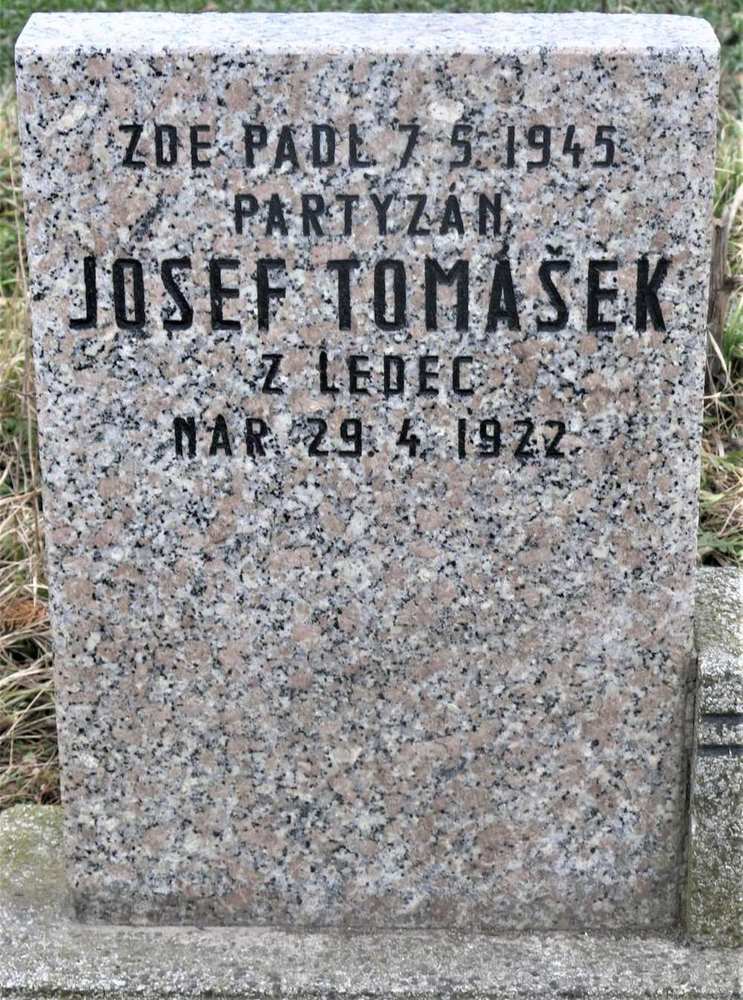 ZDE PADL 7. 5. 1945
PARTYZÁN
JOSEF TOMÁŠEK
Z LEDEC
NAR. 29. 4. 1922